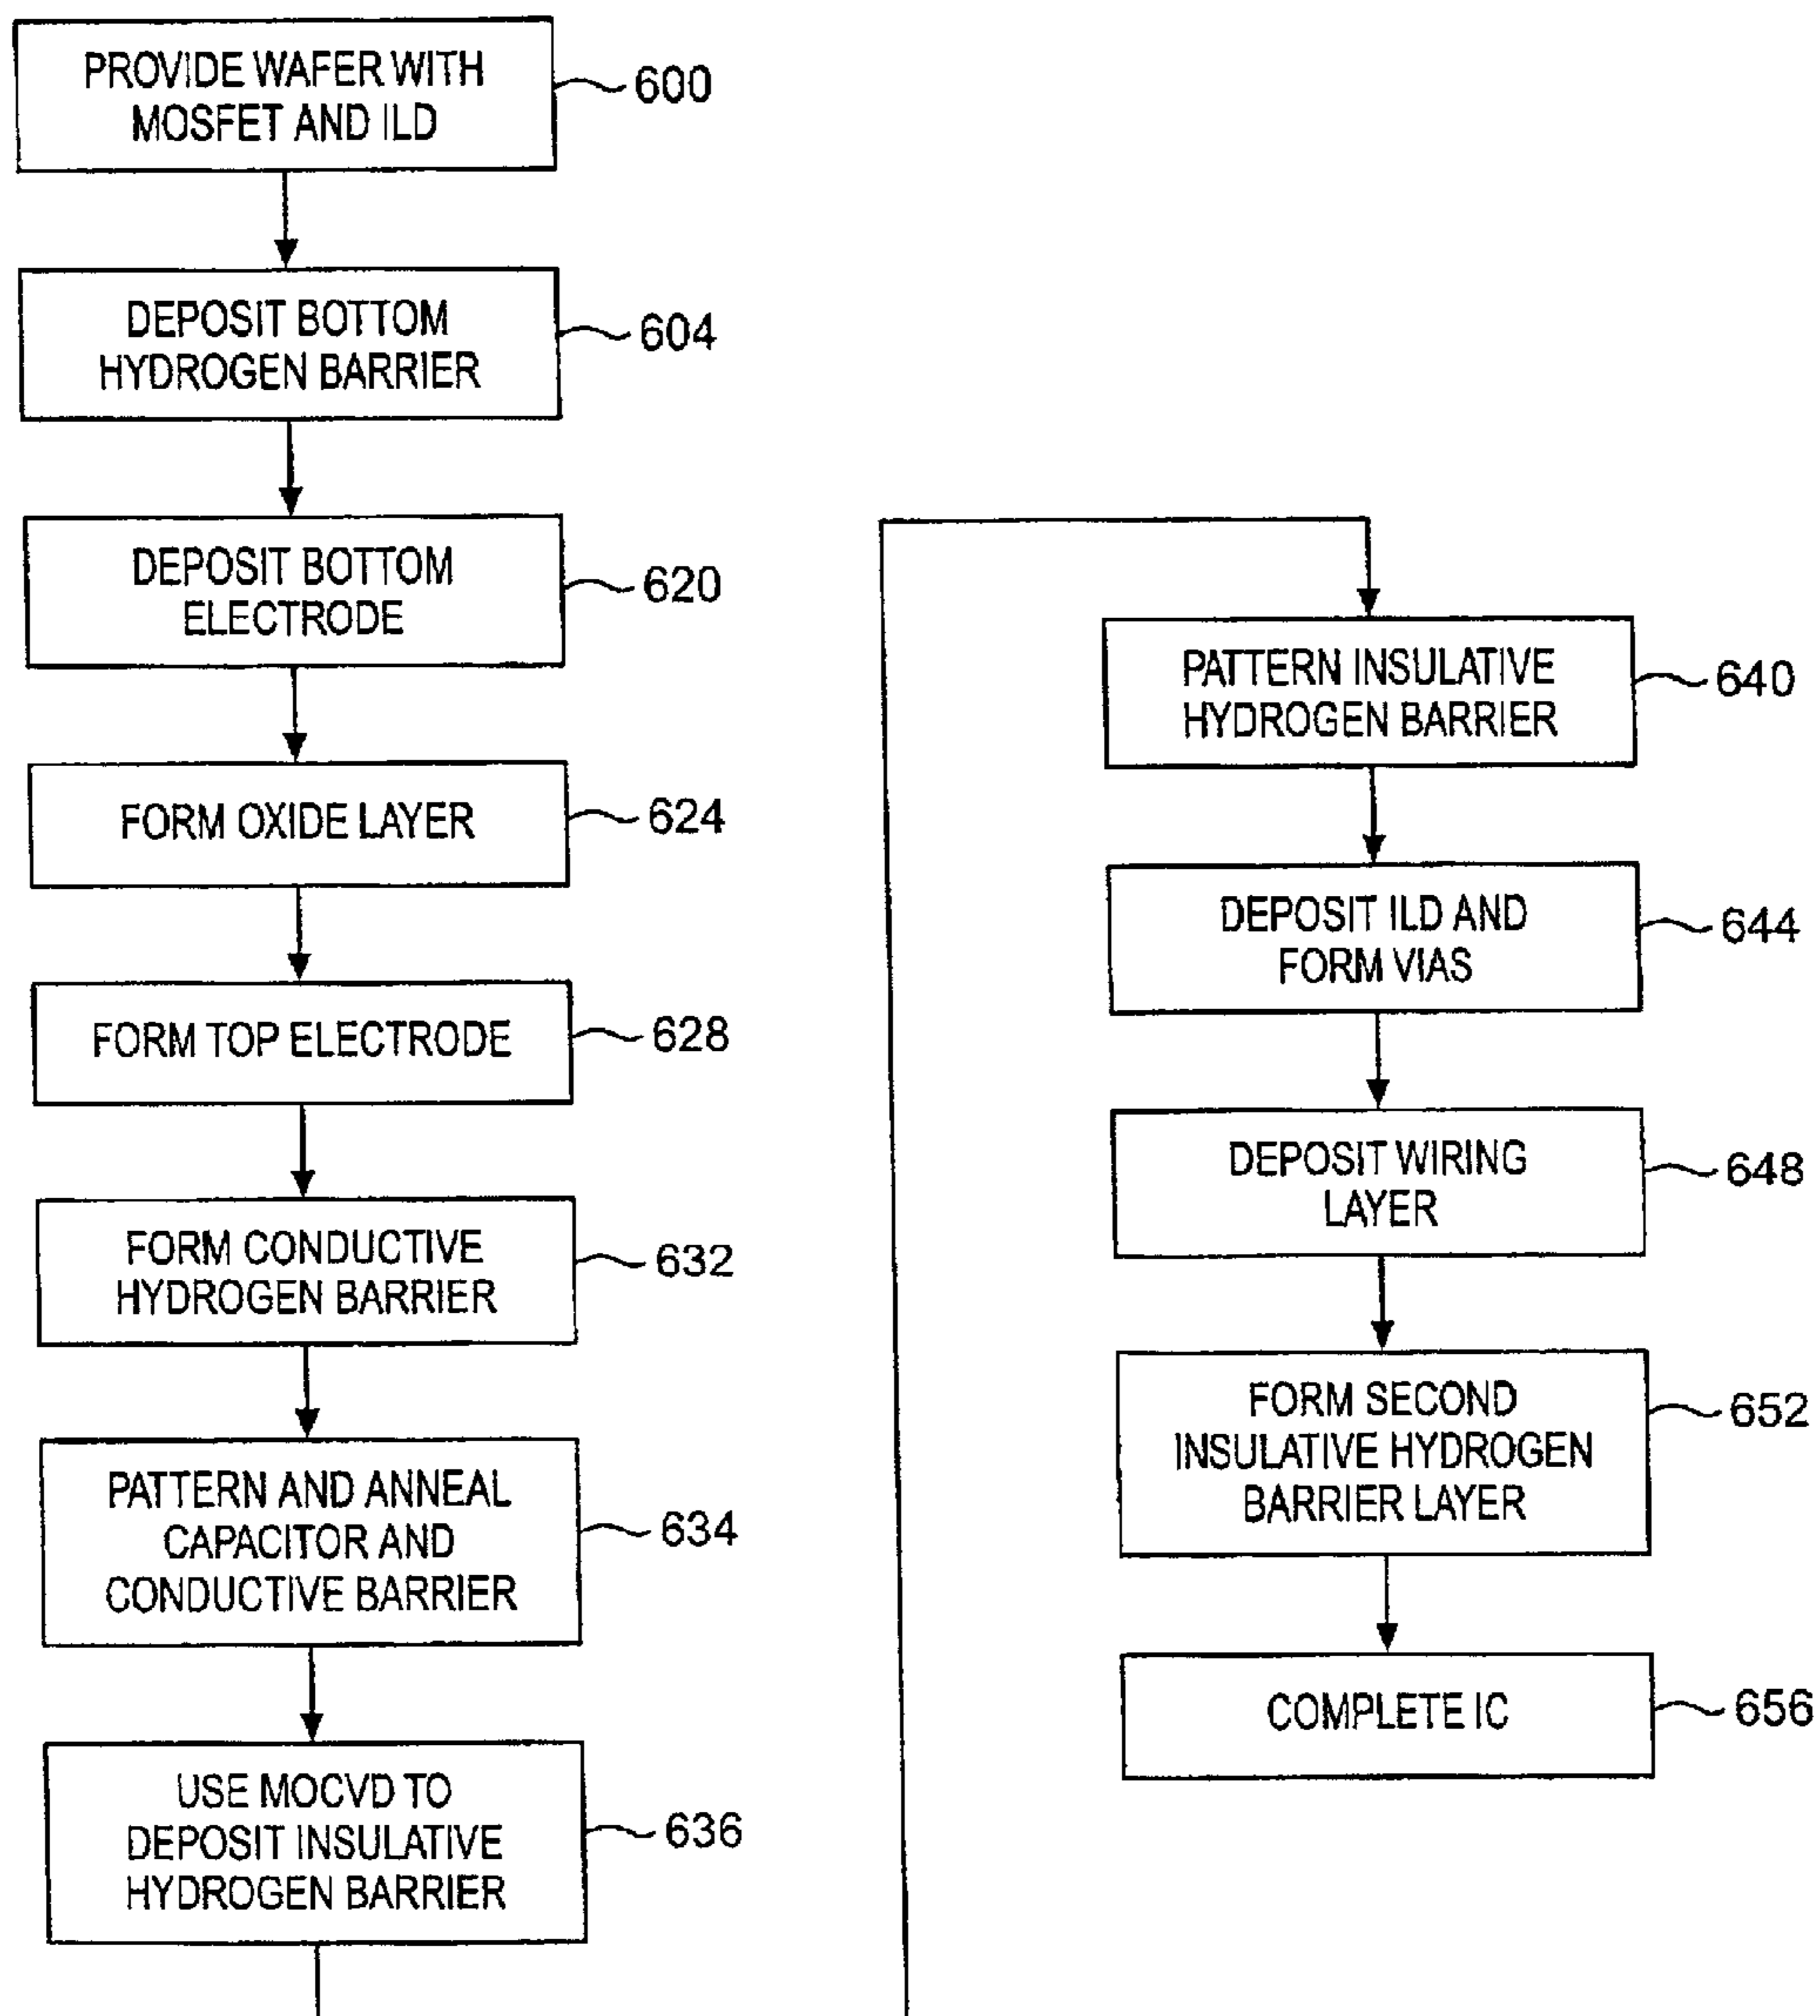 PROVIDE WAFER WITH
MOSFET AND ILD
600
DEPOSIT BOTTOM
HYDROGEN BARRIER
604
DEPOSIT BOTTOM
ELECTRODE
620
FORM OXIDE LAYER
624
FORM TOP ELECTRODE
628
FORM CONDUCTIVE
HYDROGEN BARRIER
632
PATTERN AND ANNEAL
CAPACITOR AND
CONDUCTIVE BARRIER
634
USE MOCVD TO
DEPOSIT INSULATIVE
HYDROGEN BARRIER
636
PATTERN INSULATIVE
HYDROGEN BARRIER
640
DEPOSIT ILD AND
FORM VIAS
644
DEPOSIT WIRING
LAYER
648
FORM SECOND
INSULATIVE HYDROGEN
BARRIER LAYER
652
COMPLETE IC
656